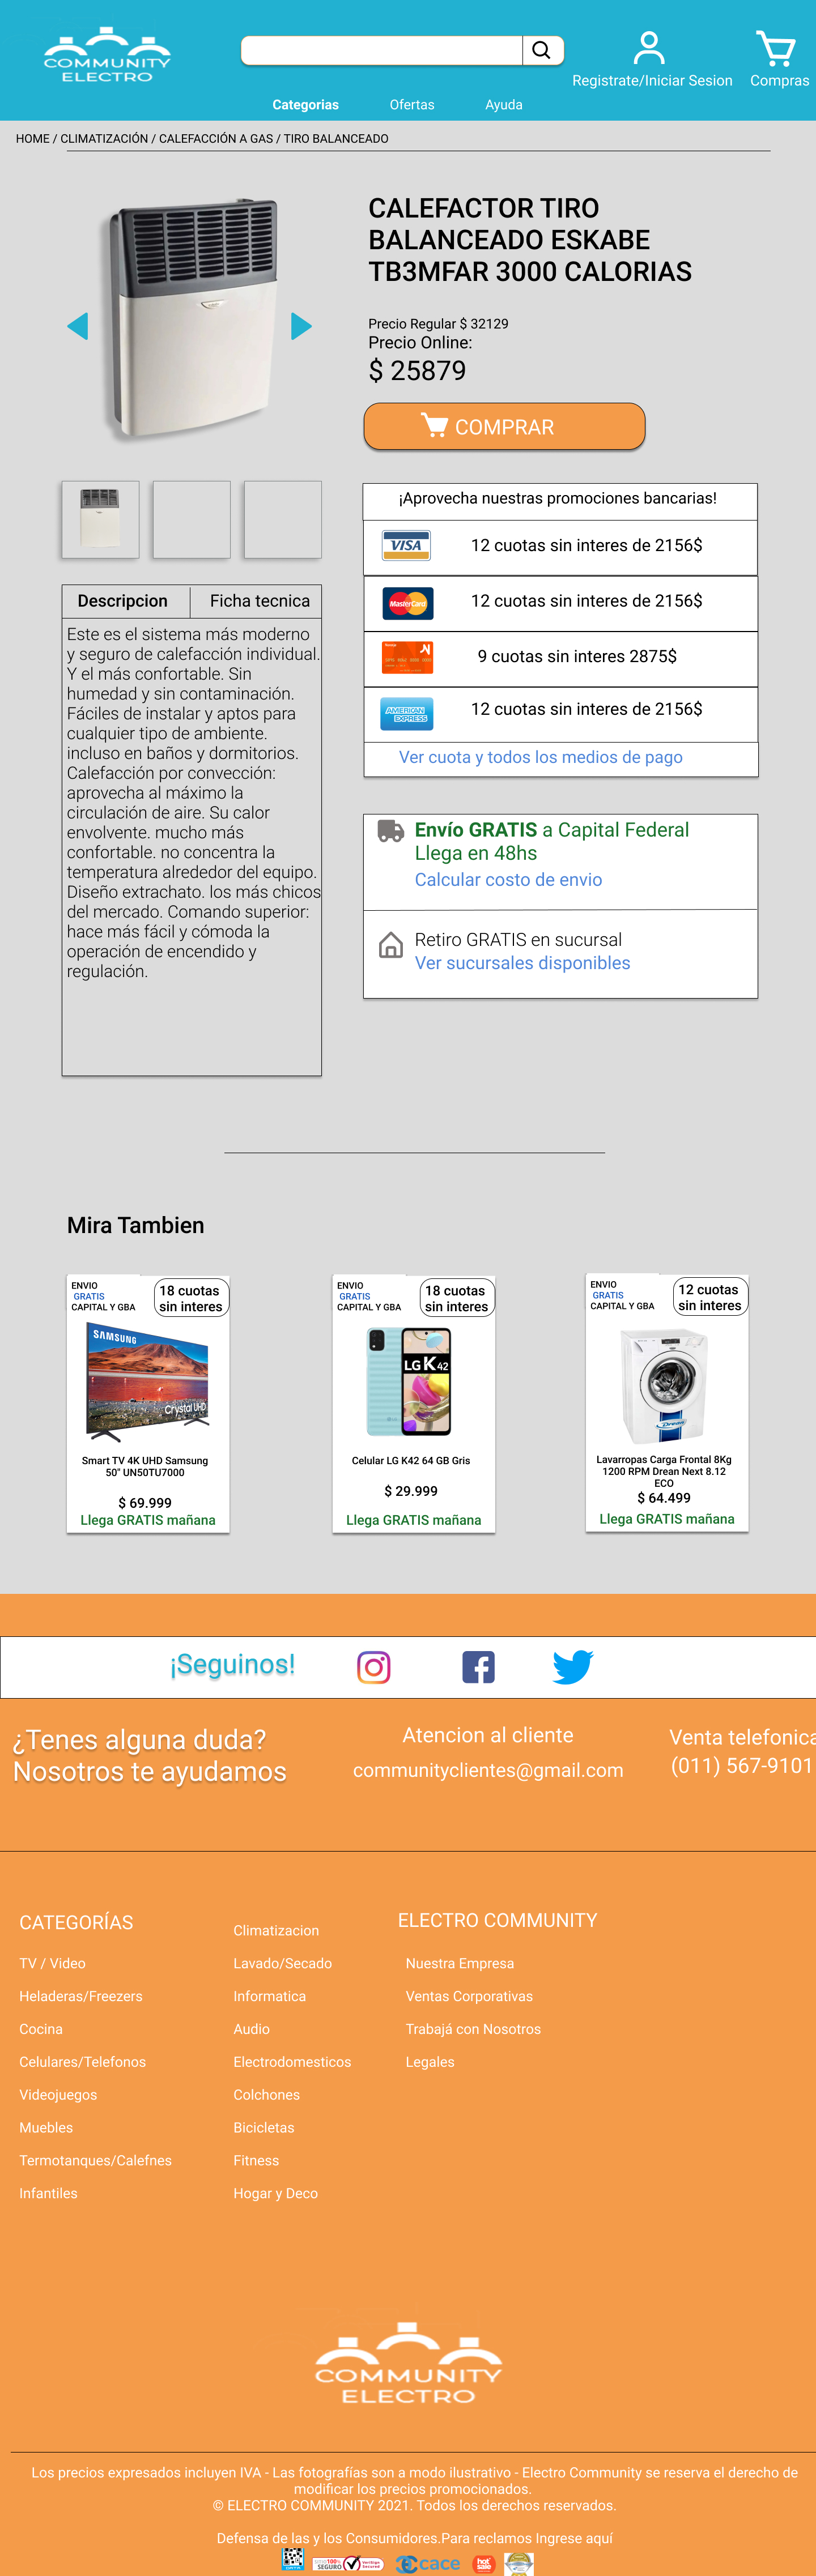 COMMUNITY
ELECTRO
Registrate/Iniciar Sesion
Compras
Categorias
Ofertas
Ayuda
HOME / CLIMATIZACIÓN / CALEFACCIÓN A GAS / TIRO BALANCEADO
CALEFACTOR TIRO
BALANCEADO ESKABE
TB3MFAR 3000 CALORIAS
Precio Regular $ 32129
Precio Online:
$ 25879
COMPRAR
¡Aprovecha nuestras promociones bancarias!
VISA
12 cuotas sin interes de 2156$
MasterCard
12 cuotas sin interes de 2156$
9 cuotas sin interes 2875$
AMERICAN
EXPRESS
12 cuotas sin interes de 2156$
Ver cuota y todos los medios de pago
Descripcion
Ficha tecnica
Este es el sistema más moderno
y seguro de calefacción individual.
Y el más confortable. Sin
humedad y sin contaminación.
Fáciles de instalar y aptos para
cualquier tipo de ambiente.
incluso en baños y dormitorios.
Calefacción por convección:
aprovecha al máximo la
circulación de aire. Su calor
envolvente. mucho más
confortable. no concentra la
temperatura alrededor del equipo.
Diseño extrachato. los más chicos
del mercado. Comando superior:
hace más fácil y cómoda la
operación de encendido y
regulación.
Envío GRATIS a Capital Federal
Llega en 48hs
Calcular costo de envio
Retiro GRATIS en sucursal
Ver sucursales disponibles
Mira Tambien
ENVIO
GRATIS
CAPITAL Y GBA
18 cuotas
sin interes
SAMSUNG
Crystal UHD
Smart TV 4K UHD Samsung
50" UN50TU7000
$ 69.999
Llega GRATIS mañana
ENVIO
GRATIS
CAPITAL Y GBA
18 cuotas
sin interes
LG K42
Celular LG K42 64 GB Gris
$ 29.999
Llega GRATIS mañana
ENVIO
GRATIS
CAPITAL Y GBA
12 cuotas
sin interes
Drean
Lavarropas Carga Frontal 8Kg
1200 RPM Drean Next 8.12
ECO
$ 64.499
Llega GRATIS mañana
¡Seguinos!
¿Tenes alguna duda?
Nosotros te ayudamos
Atencion al cliente
communityclientes@gmail.com
Venta telefonica
(011) 567-9101
CATEGORÍAS
TV / Video
Heladeras/Freezers
Cocina
Celulares/Telefonos
Videojuegos
Muebles
Termotanques/Calefnes
Infantiles
Climatizacion
Lavado/Secado
Informatica
Audio
Electrodomesticos
Colchones
Bicicletas
Fitness
Hogar y Deco
ELECTRO COMMUNITY
Nuestra Empresa
Ventas Corporativas
Trabajá con Nosotros
Legales
COMMUNITY
ELECTRO
Los precios expresados incluyen IVA - Las fotografías son a modo ilustrativo - Electro Community se reserva el derecho de
modificar los precios promocionados.
© ELECTRO COMMUNITY 2021. Todos los derechos reservados.
Defensa de las y los Consumidores.Para reclamos Ingrese aquí
SEGURO
cace
hot
sale